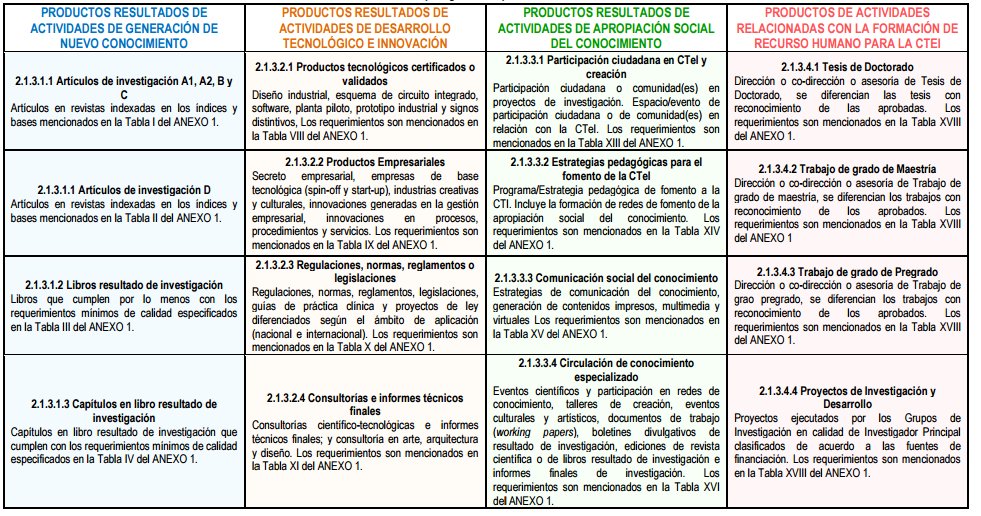 PRODUCTOS RESULTADOS DE
ACTIVIDADES DE GENERACIÓN DE
NUEVO CONOCIMIENTO
PRODUCTOS RESULTADOS DE
ACTIVIDADES DE DESARROLLO
TECNOLÓGICO E INNOVACIÓN
PRODUCTOS RESULTADOS DE
ACTIVIDADES DE APROPIACIÓN SOCIAL
DEL CONOCIMIENTO
PRODUCTOS DE ACTIVIDADES
RELACIONADAS CON LA FORMACIÓN DE
RECURSO HUMANO PARA LA CTEI
2.1.3.1.1 Artículos de investigación A1, A2, B y
C
Artículos en revistas indexadas en los índices y
bases mencionados en la Tabla I del ANEXO 1.
2.1.3.2.1 Productos tecnológicos certificados o
validados
Diseño industrial, esquema de circuito integrado,
software, planta piloto, prototipo industrial y signos
distintivos, Los requerimientos son mencionados en
la Tabla VIII del ANEXO 1.
2.1.3.3.1 Participación ciudadana en CTeI y
creación
Participación ciudadana o comunidad(es) en
proyectos de investigación. Espacio/evento de
participación ciudadana o de comunidad(es) en
relación con la CTeI. Los requerimientos son
mencionados en la Tabla XIII del ANEXO 1.
2.1.3.4.1 Tesis de Doctorado
Dirección o co-dirección o asesoría de Tesis de
Doctorado, se diferencian las tesis con
reconocimiento de las aprobadas. Los
requerimientos son mencionados en la Tabla XVIII
del ANEXO 1.
2.1.3.1.1 Artículos de investigación D
Artículos en revistas indexadas en los índices y
bases mencionados en la Tabla II del ANEXO 1.
2.1.3.2.2 Productos Empresariales
Secreto empresarial, empresas de base
tecnológica (spin-off y start-up), industrias creativas
y culturales, innovaciones generadas en la gestión
empresarial, innovaciones en procesos,
procedimientos y servicios. Los requerimientos son
mencionados en la Tabla IX del ANEXO 1.
2.1.3.3.2 Estrategias pedagógicas para el
fomento de la CTeI
Programa/Estrategia pedagógica de fomento a la
CTI. Incluye la formación de redes de fomento de la
apropiación social del conocimiento. Los
requerimientos son mencionados en la Tabla XIV
del ANEXO 1.
2.1.3.4.2 Trabajo de grado de Maestría
Dirección o co-dirección o asesoría de Trabajo de
grado de maestría, se diferencian los trabajos con
reconocimiento de los aprobados. Los
requerimientos son mencionados en la Tabla XVIII
del ANEXO 1
2.1.3.1.2 Libros resultado de investigación
Libros que cumplen por lo menos con los
requerimientos mínimos de calidad especificados
en la Tabla III del ANEXO 1.
2.1.3.2.3 Regulaciones, normas, reglamentos o
legislaciones
Regulaciones, normas, reglamentos, legislaciones,
guías de práctica clínica y proyectos de ley
diferenciados según el ámbito de aplicación
(nacional e internacional). Los requerimientos son
mencionados en la Tabla X del ANEXO 1.
2.1.3.3.3 Comunicación social del conocimiento
Estrategias de comunicación del conocimiento,
generación de contenidos impresos, multimedia y
virtuales Los requerimientos son mencionados en
la Tabla XV del ANEXO 1.
2.1.3.4.3 Trabajo de grado de Pregrado
Dirección o co-dirección o asesoría de Trabajo de
grao pregrado, se diferencian los trabajos con
reconocimiento de los aprobados. Los
requerimientos son mencionados en la Tabla XVIII
del ANEXO 1.
2.1.3.1.3 Capítulos en libro resultado de
investigación
Capítulos en libro resultado de investigación que
cumplen con los requerimientos mínimos de calidad
especificados en la Tabla IV del ANEXO 1.
2.1.3.2.4 Consultorías e informes técnicos
finales
Consultorías científico-tecnológicas e informes
técnicos finales; y consultoría en arte, arquitectura
y diseño. Los requerimientos son mencionados en
la Tabla XI del ANEXO 1.
2.1.3.3.4 Circulación de conocimiento
especializado
Eventos científicos y participación en redes de
conocimiento, talleres de creación, eventos
culturales y artísticos, documentos de trabajo
(working papers), boletines divulgativos de
resultado de investigación, ediciones de revista
científica o de libros resultado de investigación e
informes finales de investigación. Los
requerimientos son mencionados en la Tabla XVI
del ANEXO 1.
2.1.3.4.4 Proyectos de Investigación y
Desarrollo
Proyectos ejecutados por los Grupos de
Investigación en calidad de Investigador Principal
clasificados de acuerdo a las fuentes de
financiación. Los requerimientos son mencionados
en la Tabla XVIII del ANEXO 1.